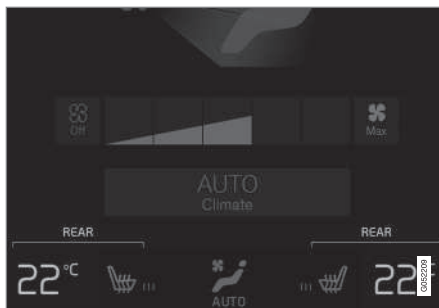 Off
Max
AUTO
Climate
REAR REAR
22°C 22°C
AUTO
G052209